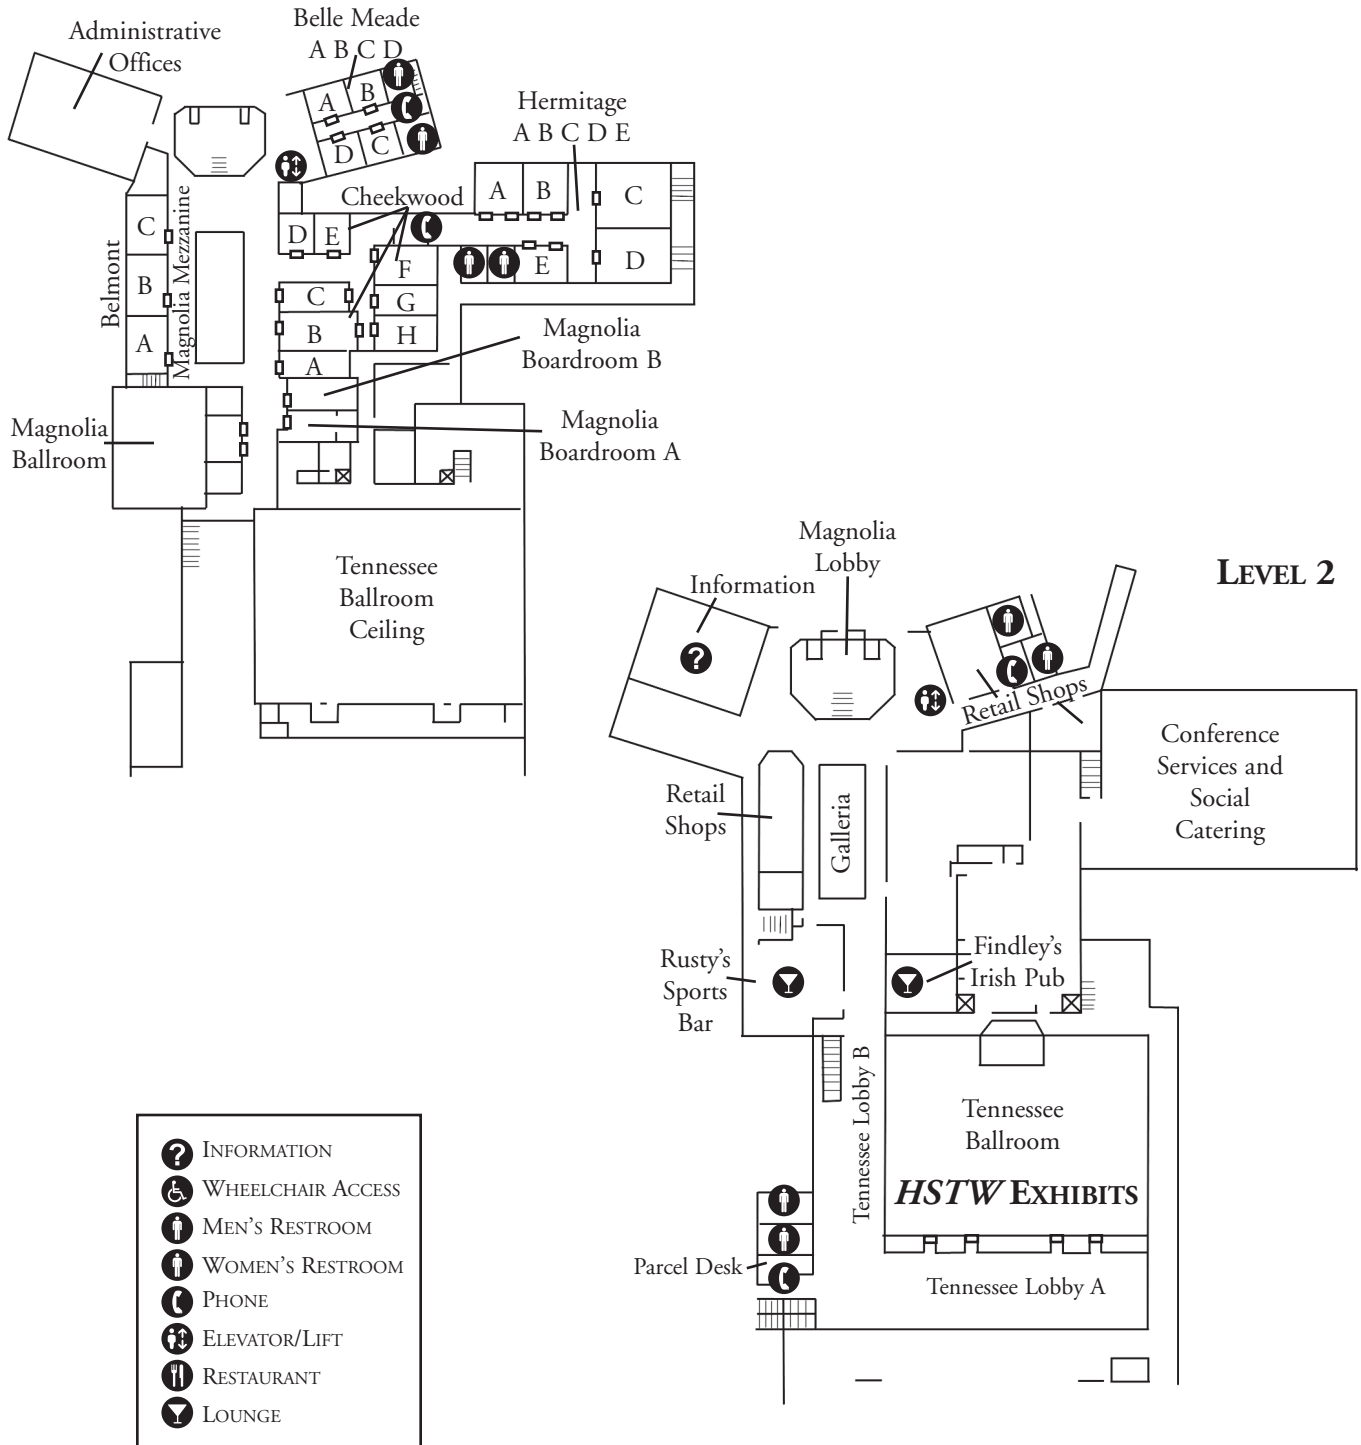 Administrative
Offices
Belle Meade
A B C D
A
B
D
C
Hermitage
A B C D E
A
B
C
D
E
Cheekwood
D
E
F
G
H
C
B
A
Belmont
C
B
A
Magnolia Mezzanine
Magnolia
Boardroom B
Magnolia
Boardroom A
Magnolia
Ballroom
Tennessee
Ballroom
Ceiling
LEVEL 2
Magnolia
Lobby
Information
?
Retail Shops
Conference
Services and
Social
Catering
Retail
Shops
Galleria
Rusty's
Sports
Bar
Findley's
Irish Pub
Tennessee Lobby B
Tennessee
Ballroom
HSTW EXHIBITS
Parcel Desk
Tennessee Lobby A
? INFORMATION
WHEELCHAIR ACCESS
MEN'S RESTROOM
WOMEN'S RESTROOM
PHONE
ELEVATOR/LIFT
RESTAURANT
LOUNGE